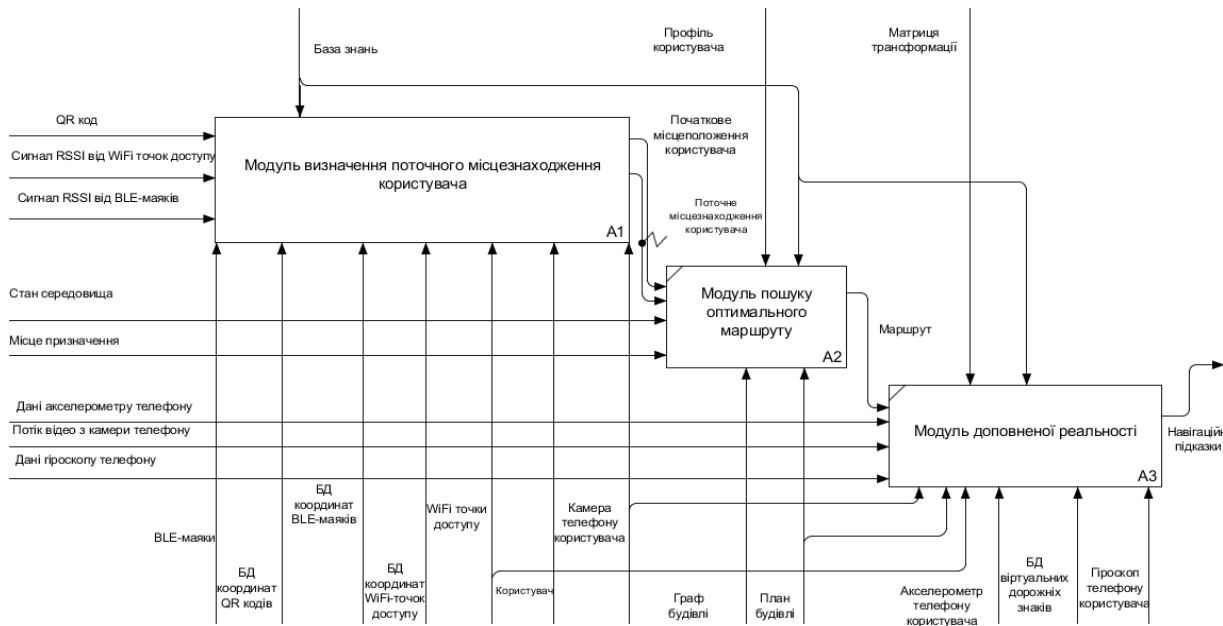 База знань
Профіль
користувача
Матриця
трансформації
QR код
Сигнал RSSI від WiFi точок доступу
Сигнал RSSI від BLE-маяків
Модуль визначення поточного місцезнаходження
користувача
A1
Початкове
місцеположення
користувача
Поточне
місцезнаходження
користувача
Стан середовища
Місце призначення
Модуль пошуку
оптимального
маршруту
A2
Маршрут
Дані акселерометру телефону
Потік відео з камери телефону
Дані гіроскопу телефону
Модуль доповненої реальності
A3
Навігаційн
підказки
BLE-маяки
БД
координат
QR кодів
БД
координат
BLE-маяків
БД
координат
WiFi-точок
доступу
WiFi точки
доступу
Користувач
Камера
телефону
користувача
Граф
будівлі
План
будівлі
Акселерометр
телефону
користувача
БД
віртуальних
дорожніх
знаків
Гіроскоп
телефону
користувача